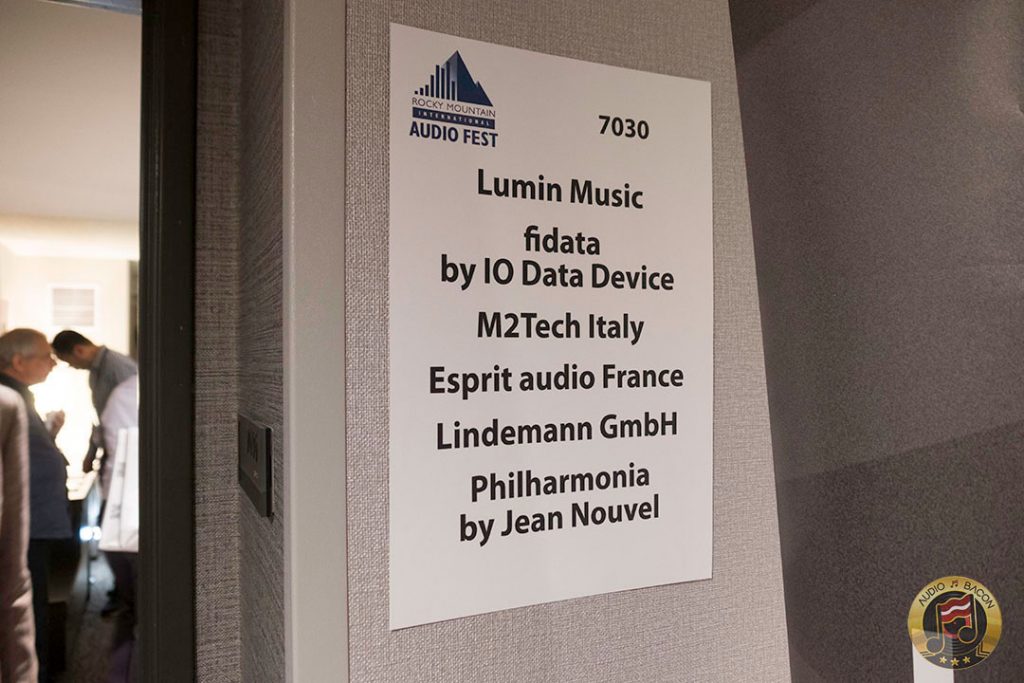 ROCKY MOUNTAIN
INTERNATIONAL
AUDIO FEST
7030
Lumin Music
fidata
by IO Data Device
M2Tech Italy
Esprit audio France
Lindemann GmbH
Philharmonia
by Jean Nouvel
AUDIO BACON